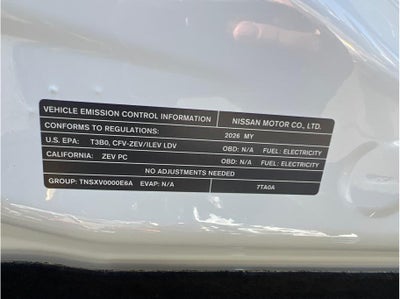 VEHICLE EMISSION CONTROL INFORMATION NISSAN MOTOR CO., LTD.
CONFORMS TO REGULATIONS: 2026 MY
U.S. EPA: T3B0, CFV-ZEV/ILEV LDV OBD: N/A FUEL: ELECTRICITY
CALIFORNIA: ZEV PC OBD: N/A FUEL: ELECTRICITY
NO ADJUSTMENTS NEEDED
GROUP: TNSXV0000E6A EVAP: N/A 7TA0A